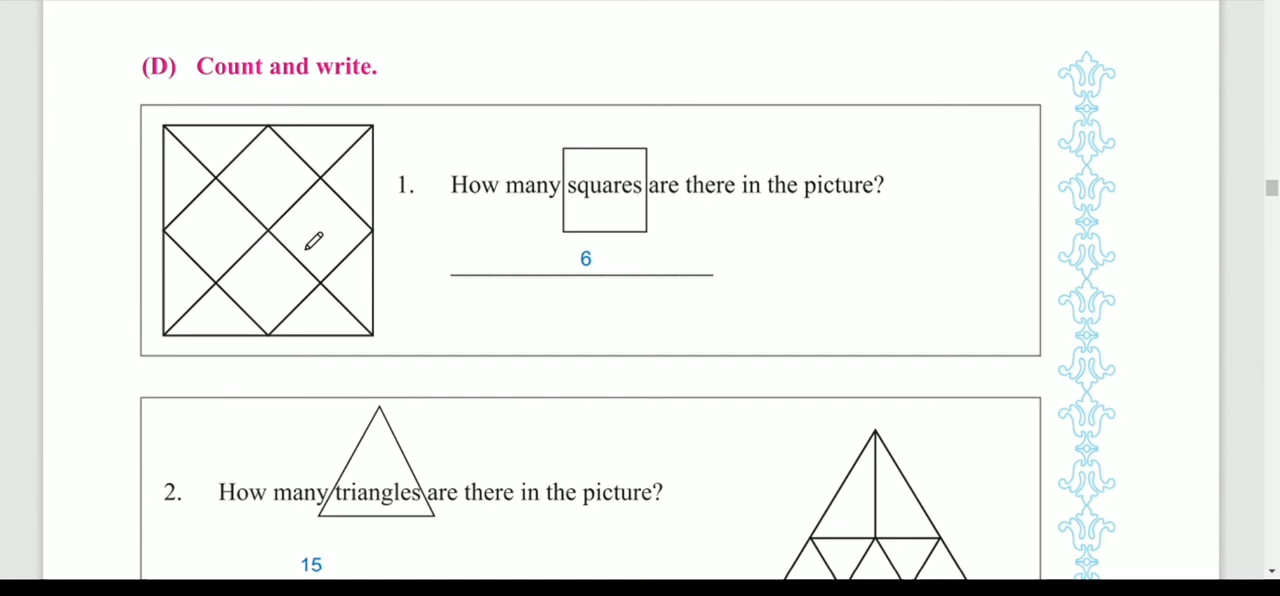 (D) Count and write.
1. How many squares are there in the picture?
6
2. How many triangles are there in the picture?
15